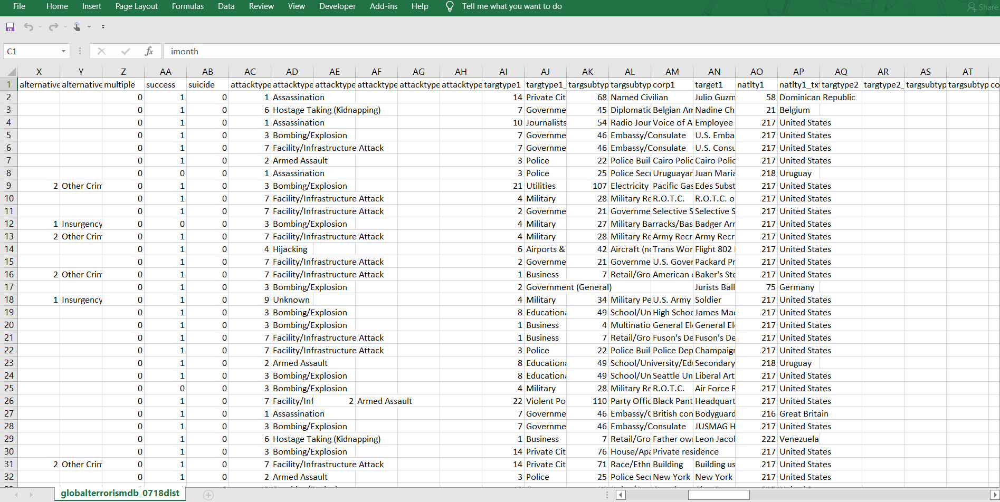 File Home Insert Page Layout Formulas Data Review View Developer Add-ins Help Tell me what you want to do Share
C1 fx imonth
X Y Z AA AB AC AD AE AF AG AH AI AJ AK AL AM AN AO AP AQ AR AS AT
1 alternative alternative multiple success suicide attacktype attacktype attacktype attacktype attacktype attacktype targtype1 targtype1_ targsubtyp targsubtyp corp1 target1 natlty1 natlty1_txt targtype2 targtype2_ targsubtyp targsubtyp co
2 0 1 0 1 Assassination 14 Private Cit 68 Named Civilian Julio Guzm 58 Dominican Republic
3 0 1 0 6 Hostage Taking (Kidnapping) 7 Governme 45 Diplomatic Belgian Am Nadine Ch 21 Belgium
4 0 1 0 1 Assassination 10 Journalists 54 Radio Jour Voice of A Employee 217 United States
5 0 1 0 3 Bombing/Explosion 7 Governme 46 Embassy/Consulate U.S. Emba 217 United States
6 0 1 0 7 Facility/Infrastructure Attack 7 Governme 46 Embassy/Consulate U.S. Consu 217 United States
7 0 1 0 2 Armed Assault 3 Police 22 Police Buil Cairo Polic Cairo Polic 217 United States
8 0 0 0 1 Assassination 3 Police 25 Police Secu Uruguayan Juan Maria 218 Uruguay
9 2 Other Crim 0 1 0 3 Bombing/Explosion 21 Utilities 107 Electricity Pacific Gas Edes Subst 217 United States
10 0 1 0 7 Facility/Infrastructure Attack 4 Military 28 Military Re R.O.T.C. R.O.T.C. o 217 United States
11 0 1 0 7 Facility/Infrastructure Attack 2 Governme 21 Governme Selective S Selective S 217 United States
12 1 Insurgency 0 0 0 3 Bombing/Explosion 4 Military 27 Military Barracks/Bas Badger Arr 217 United States
13 2 Other Crim 0 1 0 7 Facility/Infrastructure Attack 4 Military 28 Military Re Army Recr Army Recr 217 United States
14 0 1 0 4 Hijacking 6 Airports & 42 Aircraft (no Trans Wor Flight 802 217 United States
15 0 1 0 7 Facility/Infrastructure Attack 2 Governme 21 Governme U.S. Gover Packard Pr 217 United States
16 2 Other Crim 0 1 0 7 Facility/Infrastructure Attack 1 Business 7 Retail/Gro American Baker's Sto 217 United States
17 0 1 0 3 Bombing/Explosion 2 Government (General) Jurists Ball 75 Germany
18 1 Insurgency 0 1 0 9 Unknown 4 Military 34 Military Pe U.S. Army Soldier 217 United States
19 0 1 0 3 Bombing/Explosion 8 Educationa 49 School/Un High Schoo James Mad 217 United States
20 0 1 0 3 Bombing/Explosion 1 Business 4 Multinatio General El General El 217 United States
21 0 1 0 7 Facility/Infrastructure Attack 1 Business 7 Retail/Gro Fuson's De Fuson's De 217 United States
22 0 1 0 7 Facility/Infrastructure Attack 3 Police 22 Police Buil Police Dep Champaign 217 United States
23 0 1 0 2 Armed Assault 8 Educationa 49 School/University/Edu Secondary 218 Uruguay
24 0 1 0 3 Bombing/Explosion 8 Educationa 49 School/Un Seattle Un Liberal Art 217 United States
25 0 0 0 3 Bombing/Explosion 4 Military 28 Military Re R.O.T.C. Air Force R 217 United States
26 0 1 0 7 Facility/Inf 2 Armed Assault 22 Violent Po 110 Party Offic Black Pant Headquart 217 United States
27 0 1 0 1 Assassination 7 Governme 46 Embassy/C British con Bodyguard 216 Great Britain
28 0 1 0 3 Bombing/Explosion 7 Governme 46 Embassy/Consulate JUSMAG H 217 United States
29 0 1 0 6 Hostage Taking (Kidnapping) 1 Business 7 Retail/Gro Father ow Leon Jacob 222 Venezuela
30 0 1 0 3 Bombing/Explosion 14 Private Cit 76 House/Apa Private residence 217 United States
31 2 Other Crim 0 1 0 7 Facility/Infrastructure Attack 14 Private Cit 71 Race/Ethn Building Building us 217 United States
32 0 1 0 2 Armed Assault 3 Police 25 Police Secu New York New York 217 United States
globalterrorismdb_0718dist